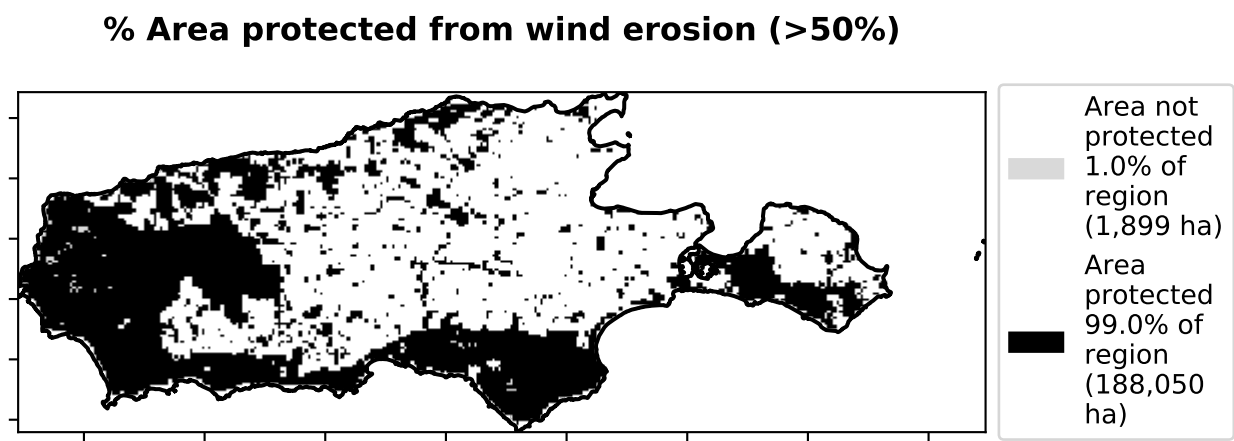 % Area protected from wind erosion (>50%)
Area not
protected
1.0% of
region
(1,899 ha)
Area
protected
99.0% of
region
(188,050
ha)